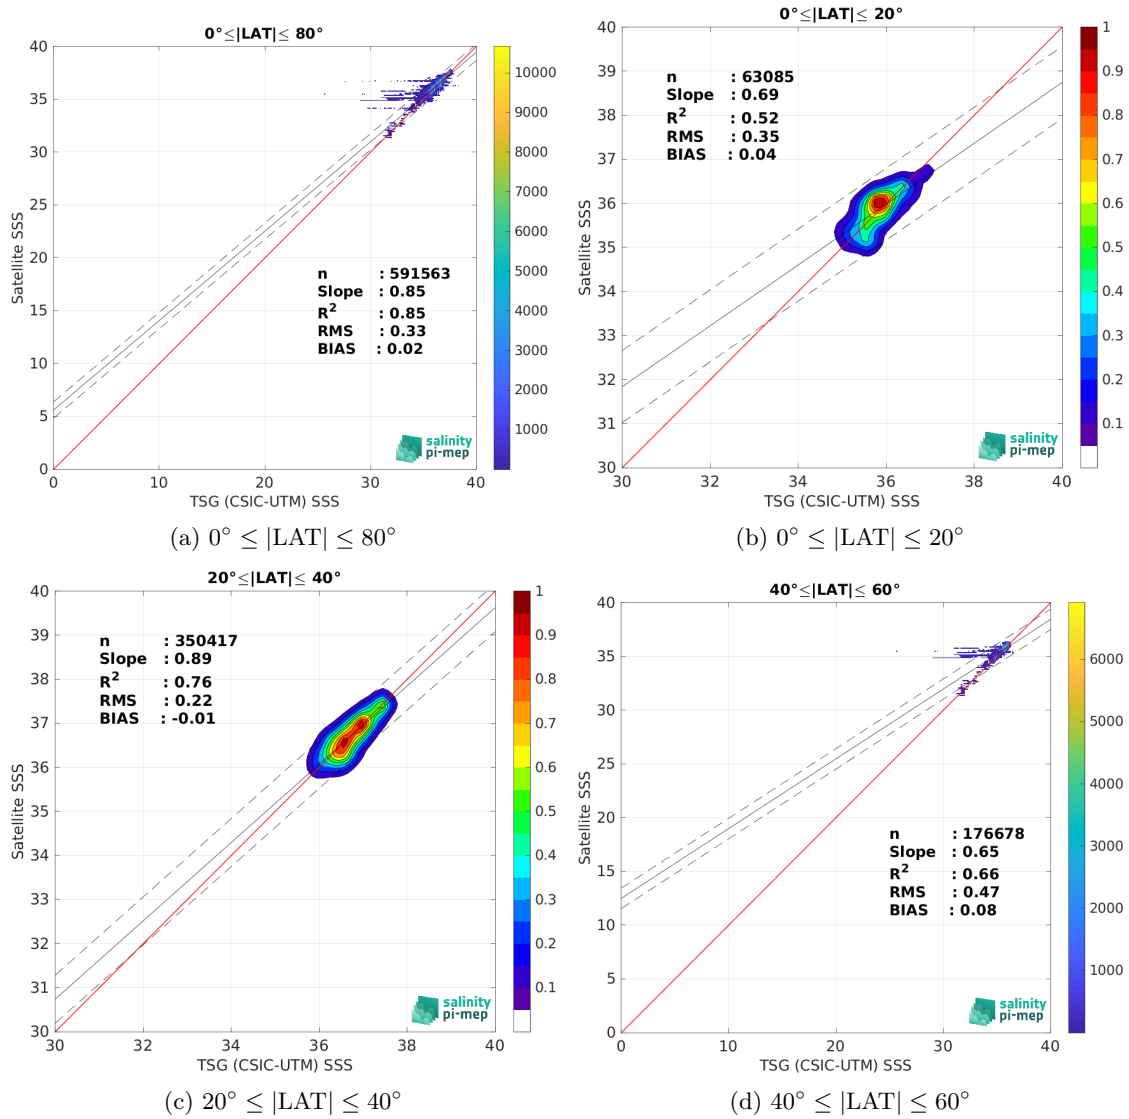 0°≤|LAT|≤ 80°
40
35
30
25
20
15
10
5
0
Satellite SSS
n : 591563
Slope : 0.85
R² : 0.85
RMS : 0.33
BIAS : 0.02
salinity
pi-mep
0 10 20 30 40
TSG (CSIC-UTM) SSS
10000
9000
8000
7000
6000
5000
4000
3000
2000
1000
(a) 0° ≤ |LAT| ≤ 80°
0°≤|LAT|≤ 20°
40
39
38
37
36
35
34
33
32
31
30
Satellite SSS
n : 63085
Slope : 0.69
R² : 0.52
RMS : 0.35
BIAS : 0.04
salinity
pi-mep
30 32 34 36 38 40
TSG (CSIC-UTM) SSS
1
0.9
0.8
0.7
0.6
0.5
0.4
0.3
0.2
0.1
(b) 0° ≤ |LAT| ≤ 20°
20°≤|LAT|≤ 40°
40
39
38
37
36
35
34
33
32
31
30
Satellite SSS
n : 350417
Slope : 0.89
R² : 0.76
RMS : 0.22
BIAS : -0.01
salinity
pi-mep
30 32 34 36 38 40
TSG (CSIC-UTM) SSS
1
0.9
0.8
0.7
0.6
0.5
0.4
0.3
0.2
0.1
(c) 20° ≤ |LAT| ≤ 40°
40°≤|LAT|≤ 60°
40
35
30
25
20
15
10
5
0
Satellite SSS
n : 176678
Slope : 0.65
R² : 0.66
RMS : 0.47
BIAS : 0.08
salinity
pi-mep
0 10 20 30 40
TSG (CSIC-UTM) SSS
6000
5000
4000
3000
2000
1000
(d) 40° ≤ |LAT| ≤ 60°